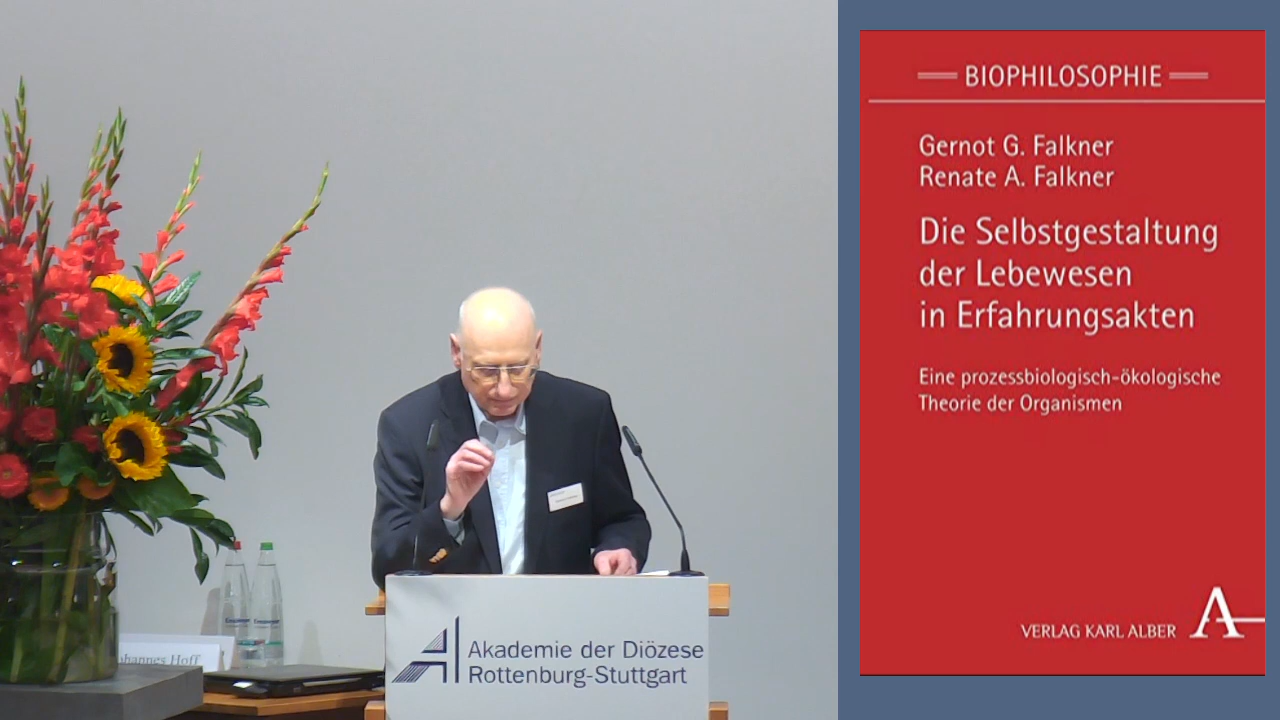 BIOPHILOSOPHIE
Gernot G. Falkner
Renate A. Falkner
Die Selbstgestaltung
der Lebewesen
in Erfahrungsakten
Eine prozessbiologisch-ökologische
Theorie der Organismen
VERLAG KARL ALBER
A
Akademie der Diözese
Rottenburg-Stuttgart
Hoff